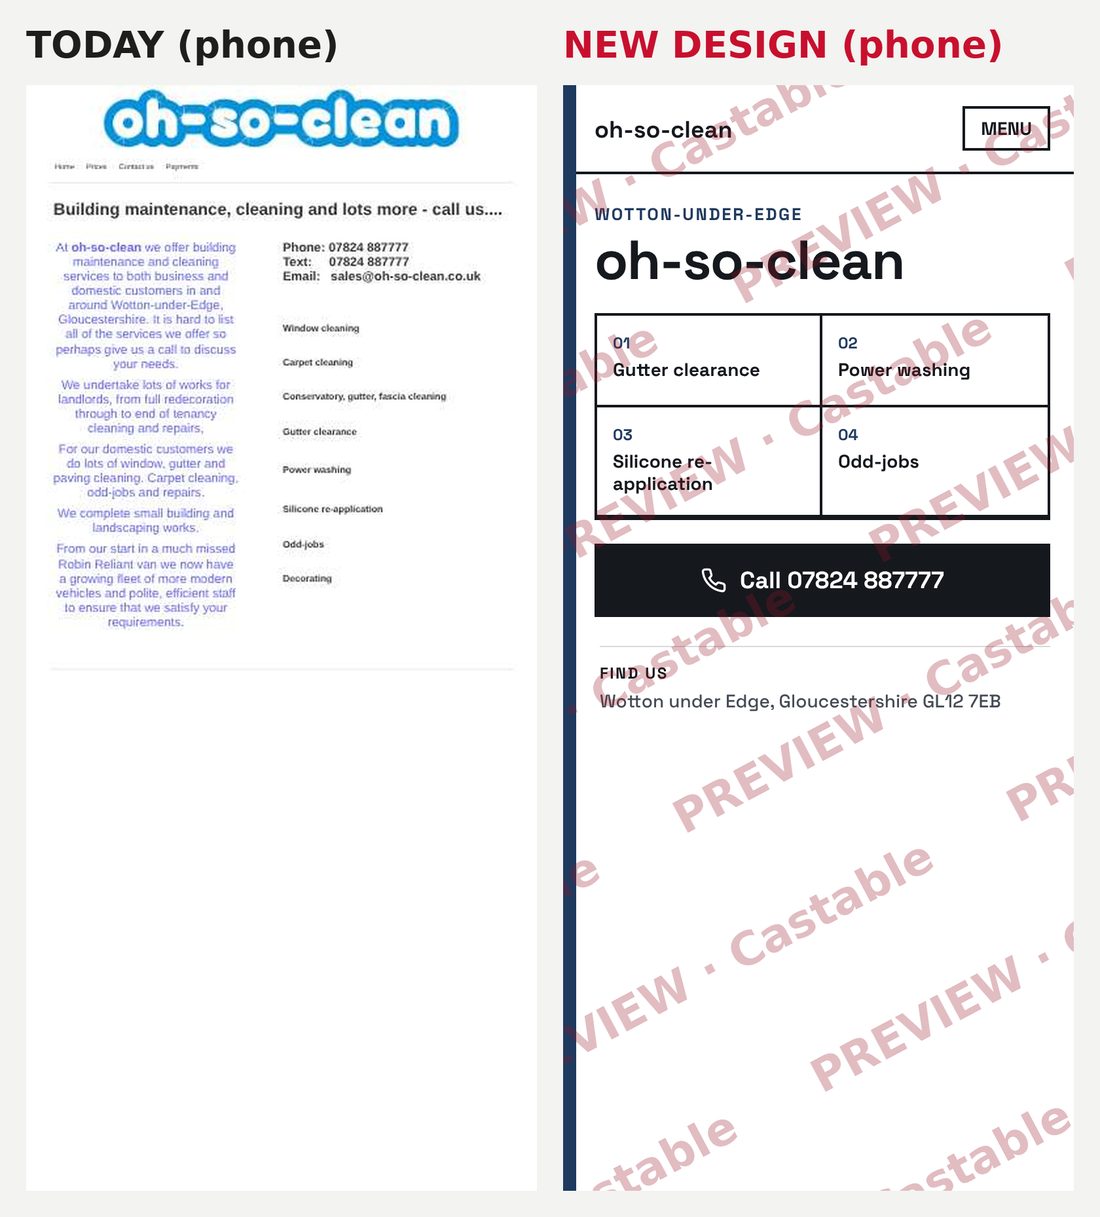 TODAY (phone)
oh-so-clean
Home Prices Contact us Payments
Building maintenance, cleaning and lots more - call us....
At oh-so-clean we offer building
maintenance and cleaning
services to both business and
domestic customers in and
around Wotton-under-Edge,
Gloucestershire. It is hard to list
all of the services we offer so
perhaps give us a call to discuss
your needs.
We undertake lots of works for
landlords, from full redecoration
through to end of tenancy
cleaning and repairs,
For our domestic customers we
do lots of window, gutter and
paving cleaning. Carpet cleaning,
odd-jobs and repairs.
We complete small building and
landscaping works.
From our start in a much missed
Robin Reliant van we now have
a growing fleet of more modern
vehicles and polite, efficient staff
to ensure that we satisfy your
requirements.
Phone: 07824 887777
Text: 07824 887777
Email: sales@oh-so-clean.co.uk
Window cleaning
Carpet cleaning
Conservatory, gutter, fascia cleaning
Gutter clearance
Power washing
Silicone re-application
Odd-jobs
Decorating
NEW DESIGN (phone)
oh-so-clean
MENU
WOTTON-UNDER-EDGE
oh-so-clean
01
Gutter clearance
02
Power washing
03
Silicone re-
application
04
Odd-jobs
Call 07824 887777
FIND US
Wotton under Edge, Gloucestershire GL12 7EB
PREVIEW · Castable